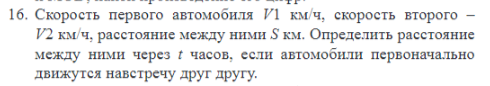 16. Скорость первого автомобиля V1 км/ч, скорость второго –
V2 км/ч, расстояние между ними S км. Определить расстояние
между ними через t часов, если автомобили первоначально
движутся навстречу друг другу.